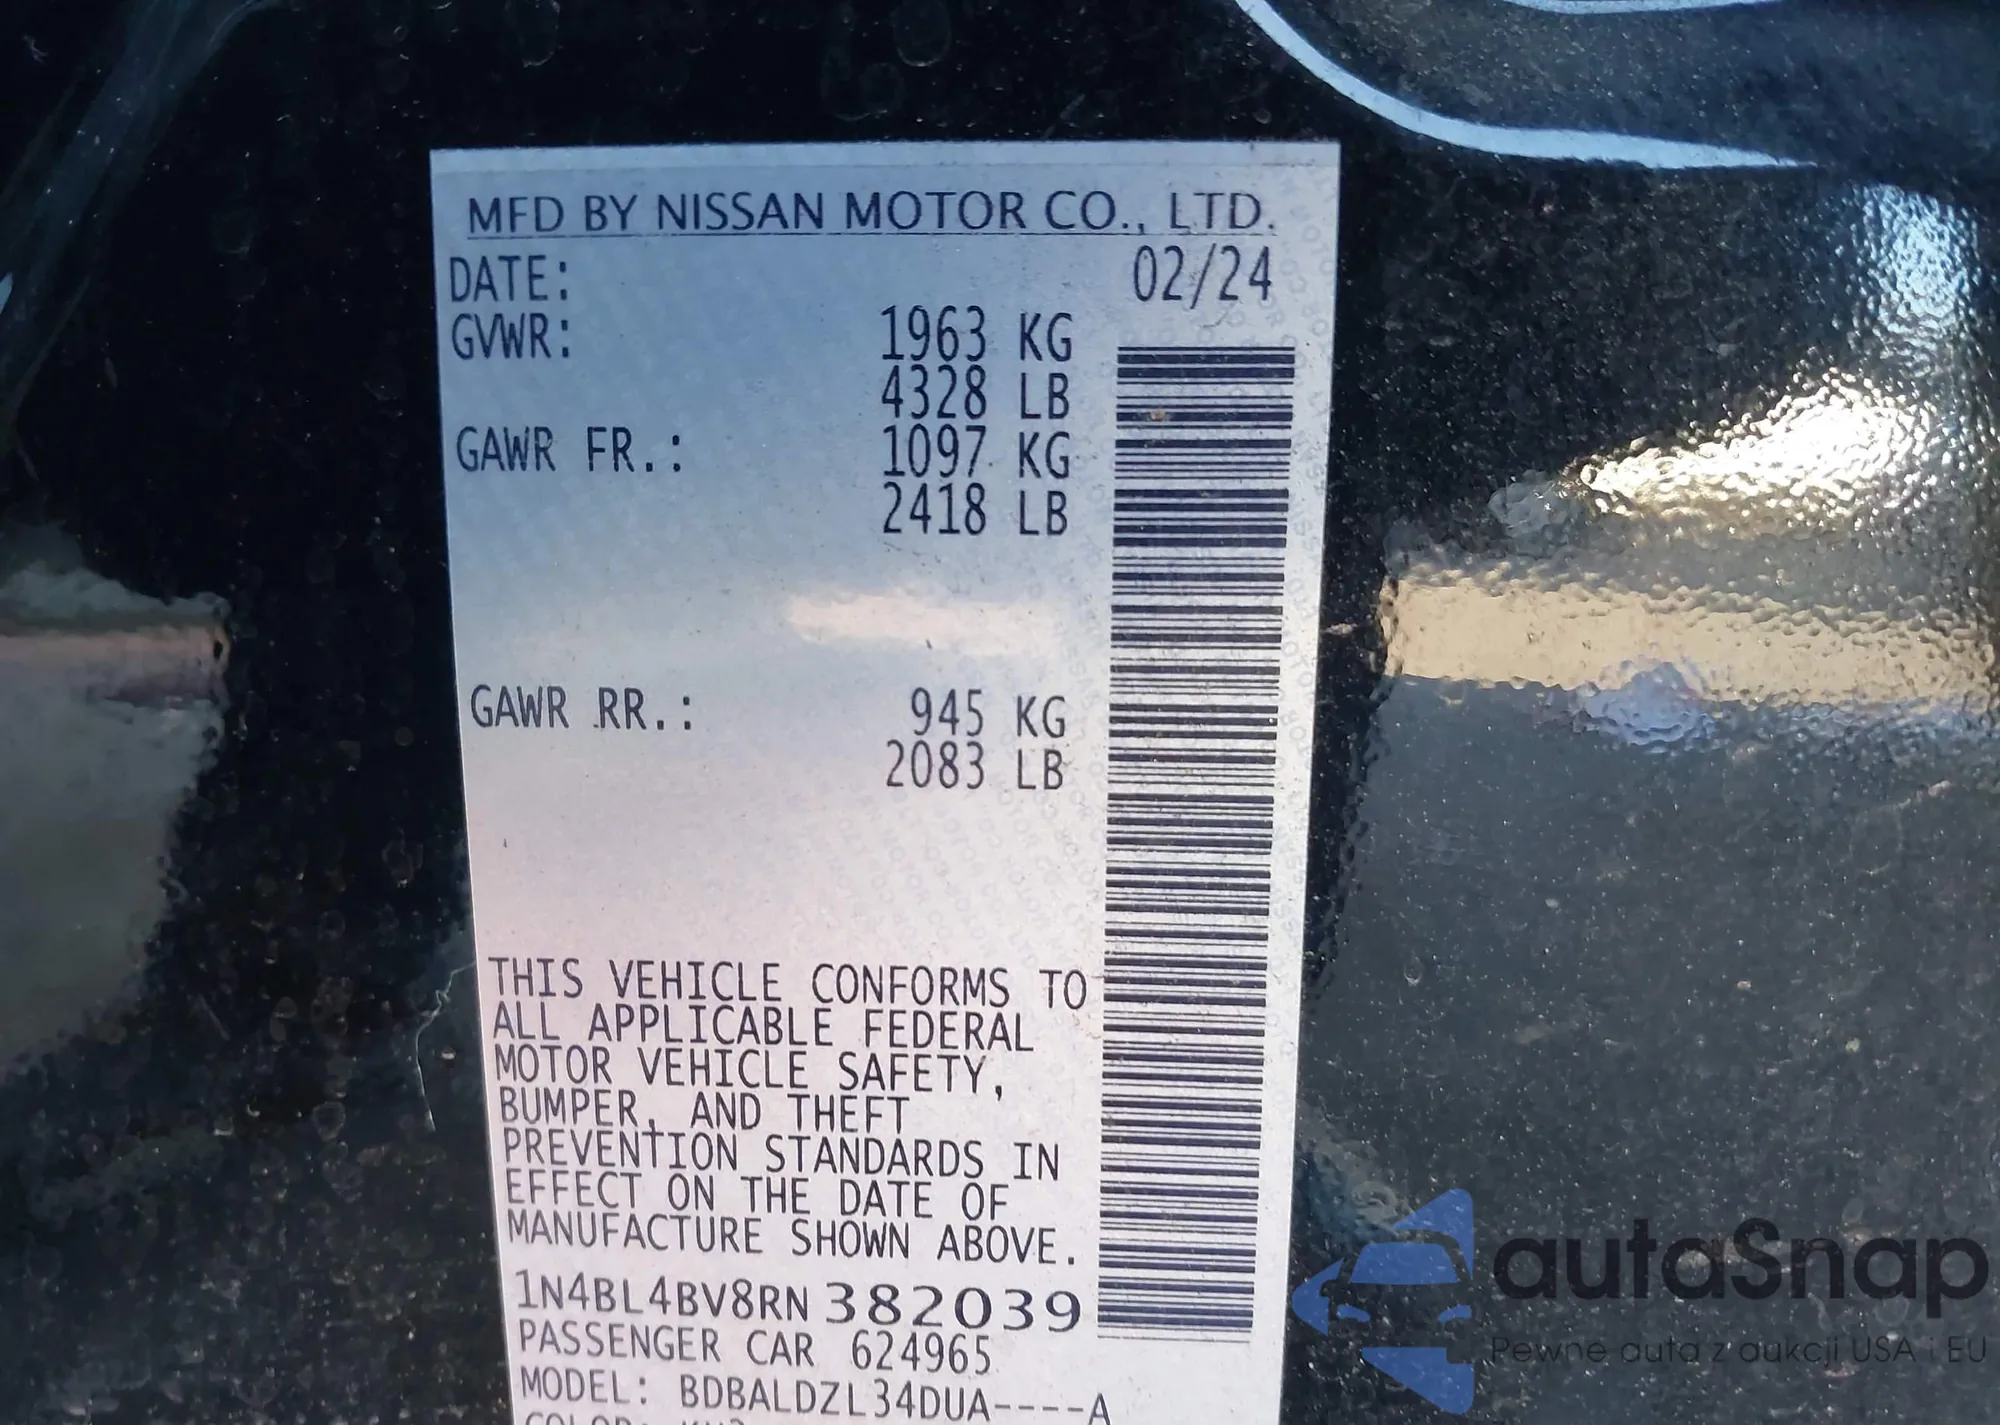 MFD BY NISSAN MOTOR CO., LTD.
DATE: 02/24
GVWR: 1963 KG
4328 LB
GAWR FR.: 1097 KG
2418 LB
GAWR RR.: 945 KG
2083 LB
THIS VEHICLE CONFORMS TO
ALL APPLICABLE FEDERAL
MOTOR VEHICLE SAFETY,
BUMPER, AND THEFT
PREVENTION STANDARDS IN
EFFECT ON THE DATE OF
MANUFACTURE SHOWN ABOVE.
1N4BL4BV8RN382039
PASSENGER CAR 624965
MODEL: BDBALDZL34DUA----A
autaSnap
Pewne auta z aukcji USA i EU